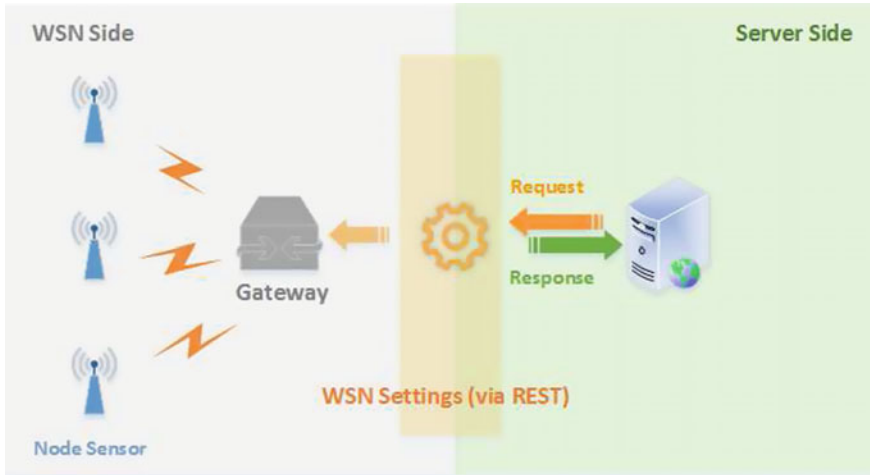 WSN Side
Server Side
Request
Response
Gateway
WSN Settings (via REST)
Node Sensor